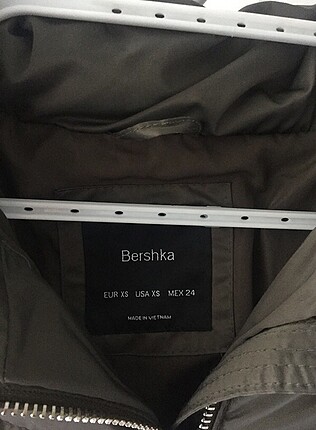 Bershka
EUR XS USA XS MEX 24
MADE IN VIETNAM